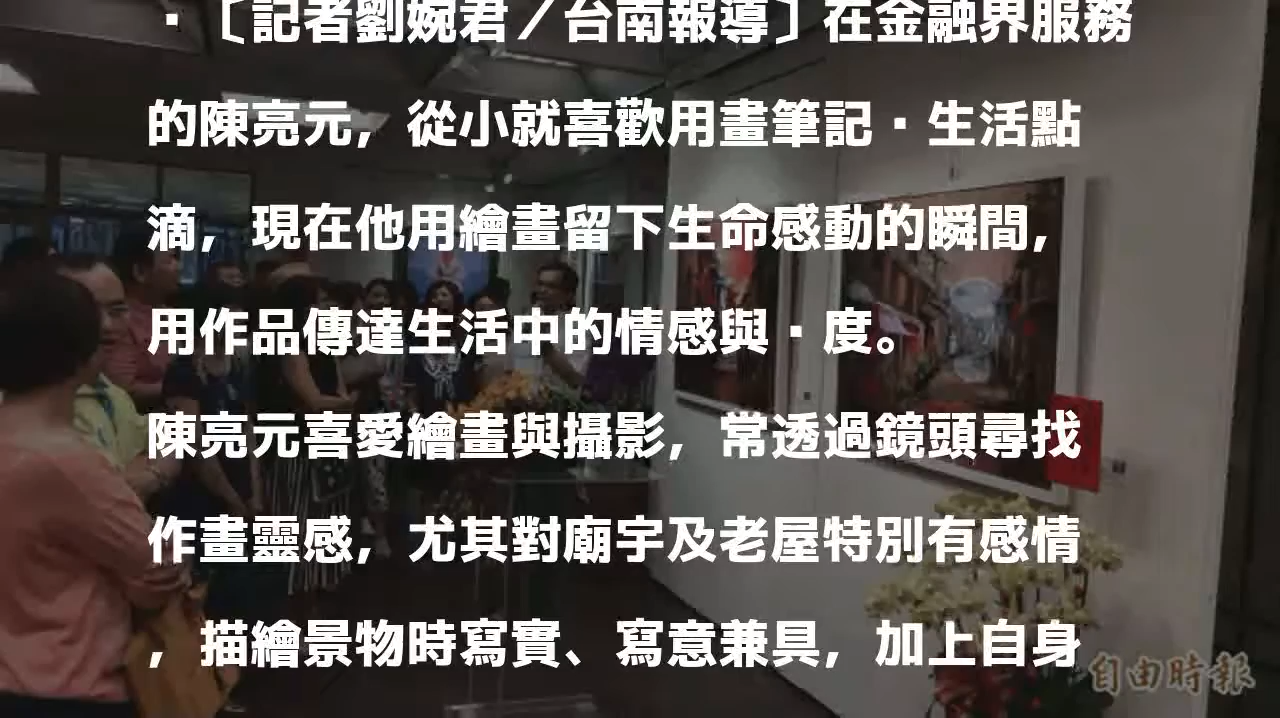 ▪〔記者劉婉君／台南報導〕在金融界服務
的陳亮元，從小就喜歡用畫筆記▪生活點
滴，現在他用繪畫留下生命感動的瞬間，
用作品傳達生活中的情感與▪度。
陳亮元喜愛繪畫與攝影，常透過鏡頭尋找
作畫靈感，尤其對廟宇及老屋特別有感情
，描繪景物時寫實、寫意兼具，加上白身
自由時報